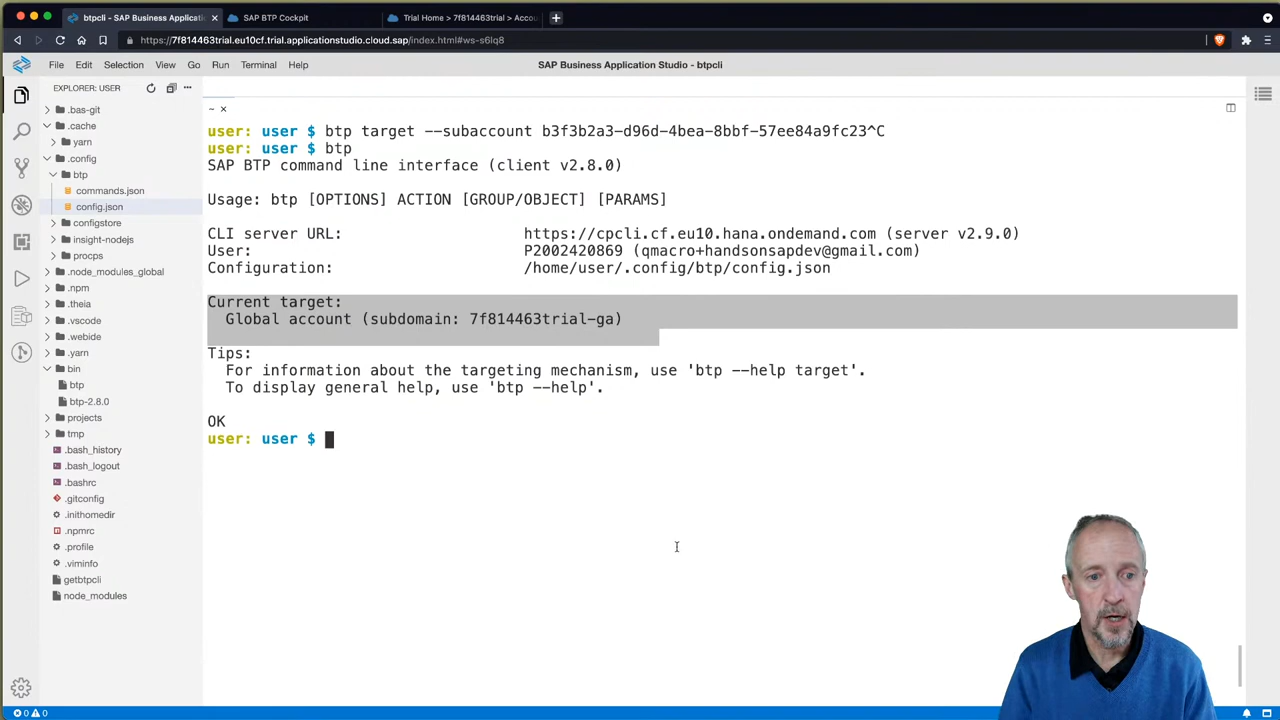 btpcli - SAP Business Applicati
SAP BTP Cockpit
Trial Home > 7f814463trial > Accou
https://7f814463trial.eu10cf.trial.applicationstudio.cloud.sap/index.html#ws-s6lq8
File Edit Selection View Go Run Terminal Help
SAP Business Application Studio - btpcli
EXPLORER: USER
.bas-git
.cache
yarn
.config
btp
commands.json
config.json
configstore
insight-nodejs
procps
.node_modules_global
.npm
.theia
.vscode
.webide
.yarn
bin
btp
btp-2.8.0
projects
tmp
.bash_history
.bash_logout
.bashrc
.gitconfig
.inithomedir
.npmrc
.profile
.viminfo
getbtpcli
node_modules
~ ×
user: user $ btp target --subaccount b3f3b2a3-d96d-4bea-8bbf-57ee84a9fc23^C
user: user $ btp
SAP BTP command line interface (client v2.8.0)
Usage: btp [OPTIONS] ACTION [GROUP/OBJECT] [PARAMS]
CLI server URL: https://cpcli.cf.eu10.hana.ondemand.com (server v2.9.0)
User: P2002420869 (qmacro+handsonsapdev@gmail.com)
Configuration: /home/user/.config/btp/config.json
Current target:
Global account (subdomain: 7f814463trial-ga)
Tips:
For information about the targeting mechanism, use 'btp --help target'.
To display general help, use 'btp --help'.
OK
user: user $
0 0